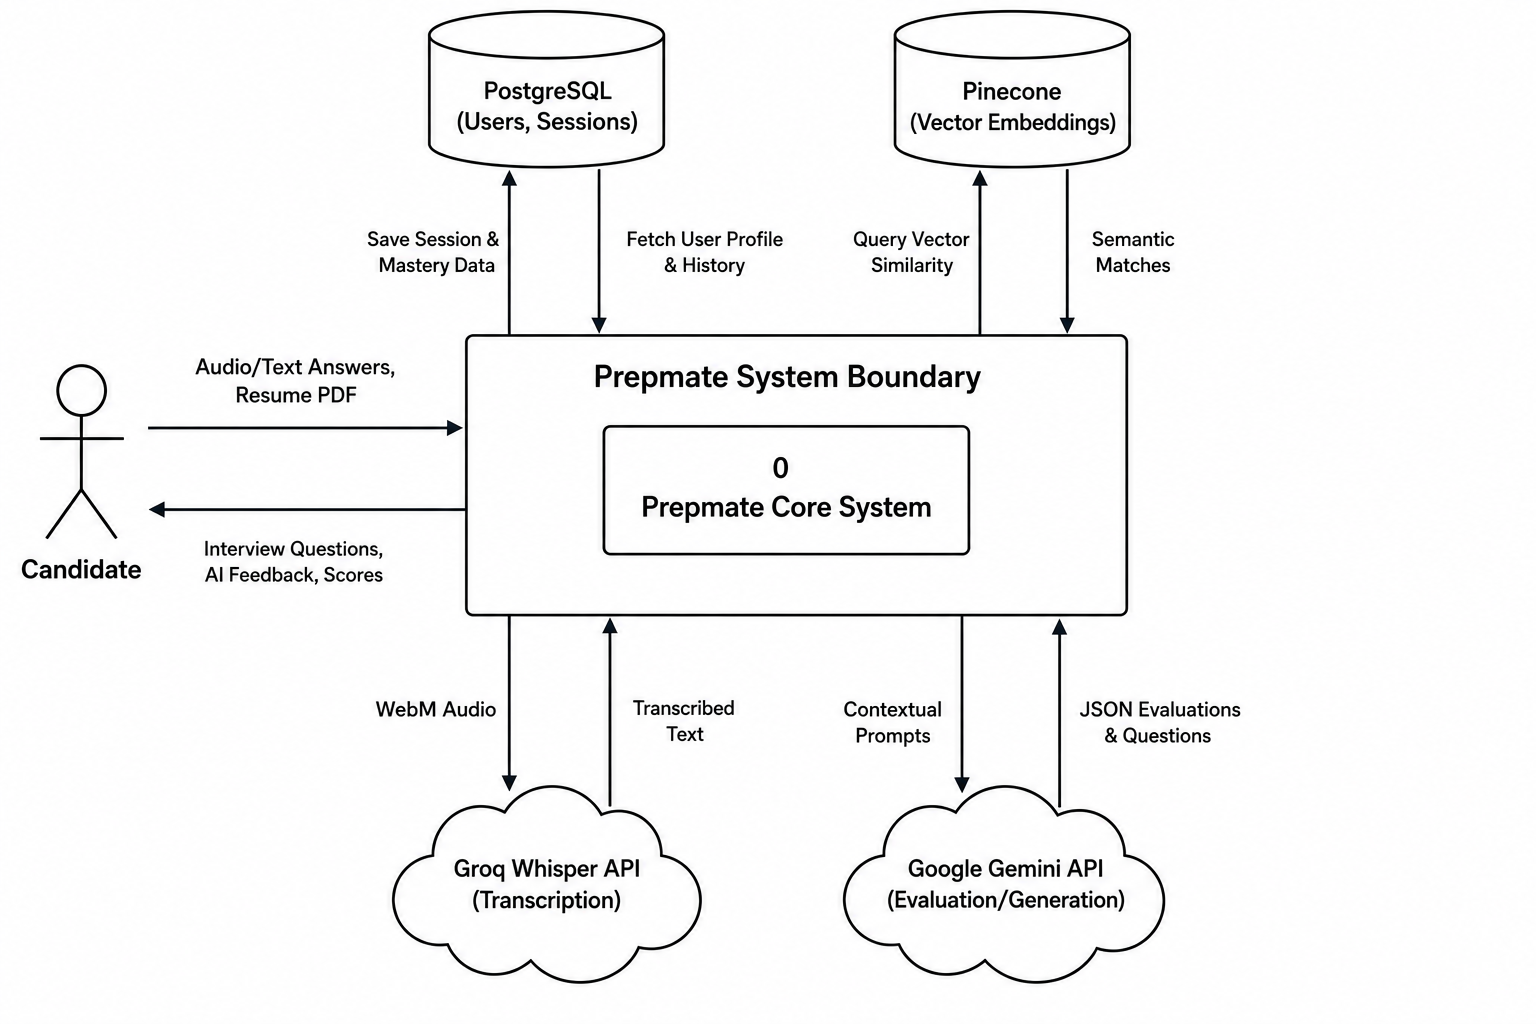 PostgreSQL
(Users, Sessions)
Pinecone
(Vector Embeddings)
Save Session &
Mastery Data
Fetch User Profile
& History
Query Vector
Similarity
Semantic
Matches
Audio/Text Answers,
Resume PDF
Prepmate System Boundary
0
Prepmate Core System
Candidate
Interview Questions,
AI Feedback, Scores
WebM Audio
Transcribed
Text
Contextual
Prompts
JSON Evaluations
& Questions
Groq Whisper API
(Transcription)
Google Gemini API
(Evaluation/Generation)